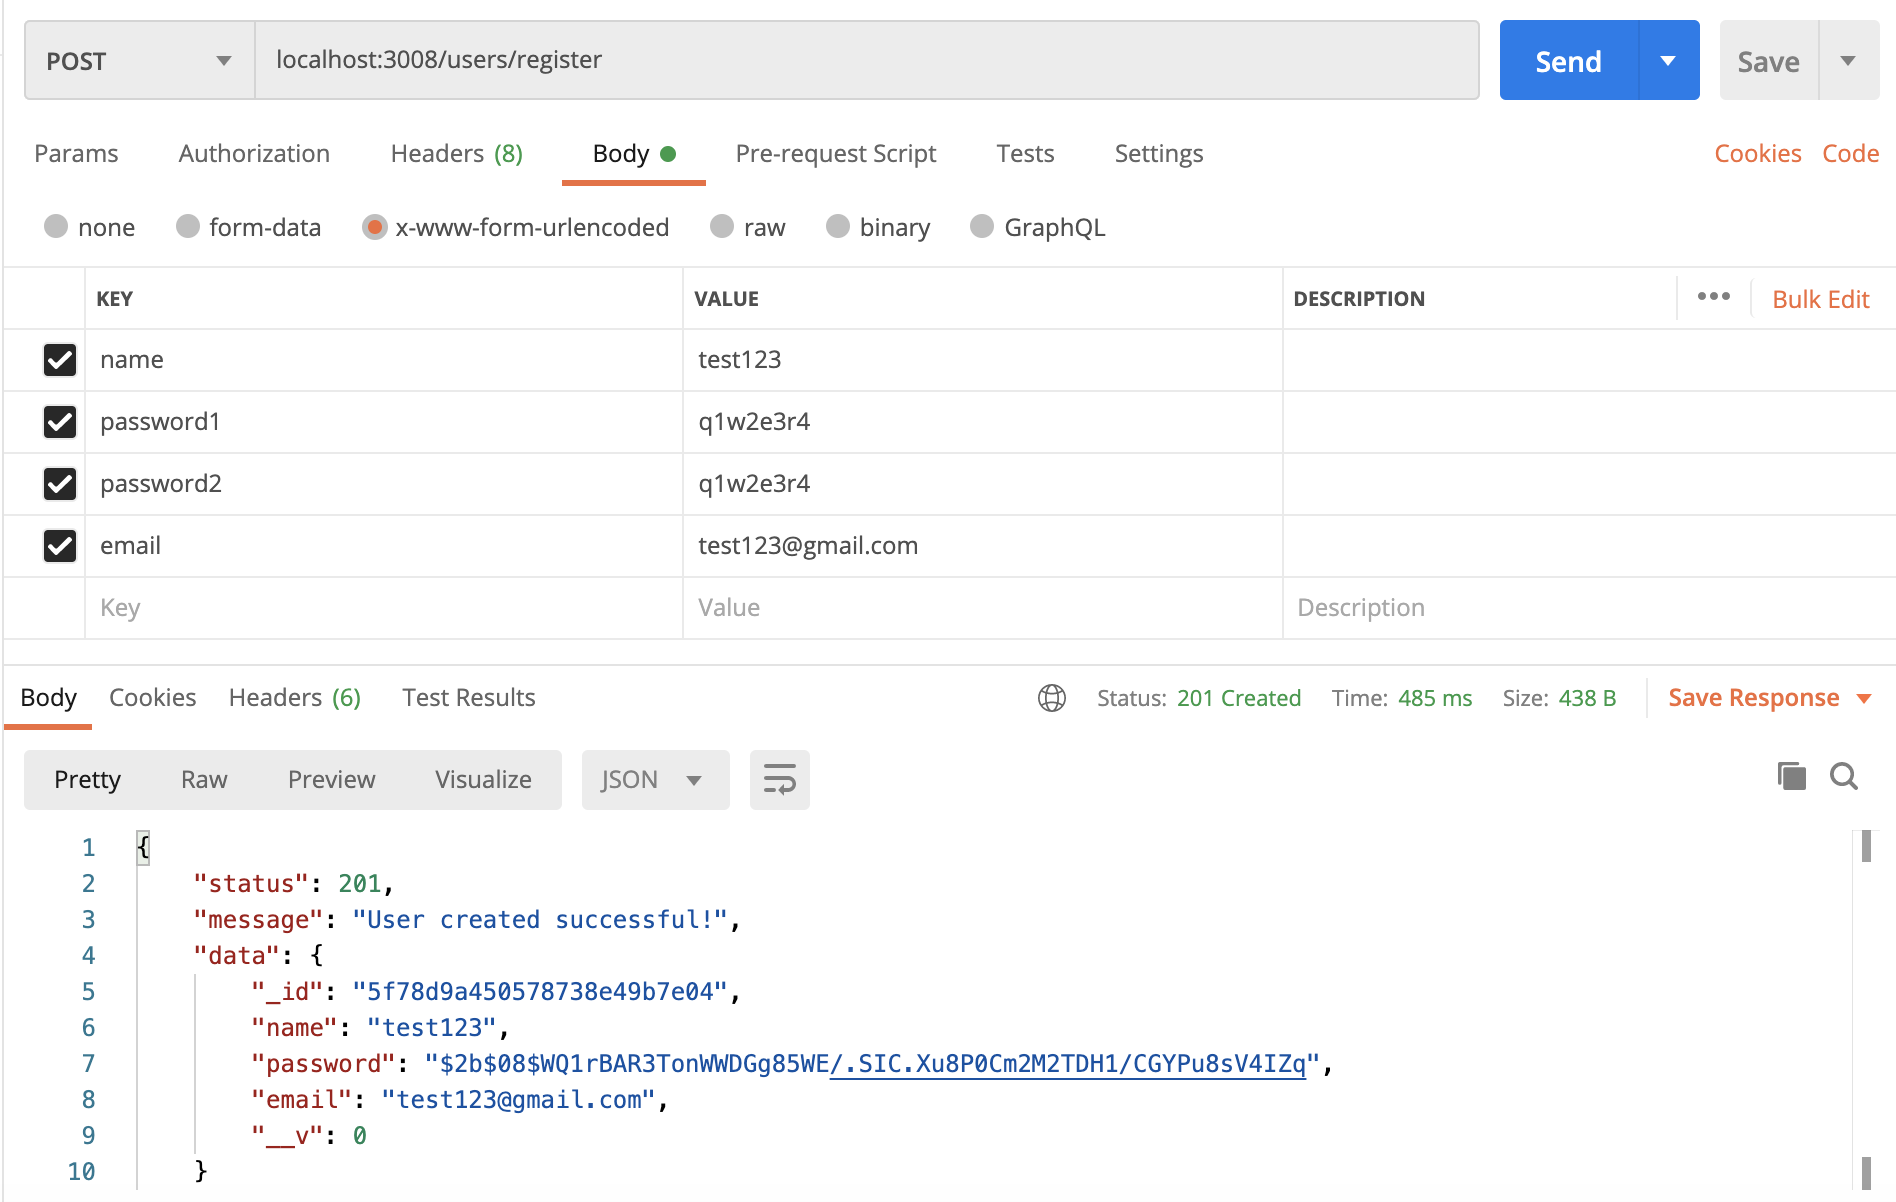 POST localhost:3008/users/register Send Save
Params Authorization Headers (8) Body Pre-request Script Tests Settings Cookies Code
none form-data x-www-form-urlencoded raw binary GraphQL
KEY VALUE DESCRIPTION ••• Bulk Edit
name test123
password1 q1w2e3r4
password2 q1w2e3r4
email test123@gmail.com
Key Value Description
Body Cookies Headers (6) Test Results Status: 201 Created Time: 485 ms Size: 438 B Save Response
Pretty Raw Preview Visualize JSON
1 {
2 "status": 201,
3 "message": "User created successful!",
4 "data": {
5 "_id": "5f78d9a450578738e49b7e04",
6 "name": "test123",
7 "password": "$2b$08$WQ1rBAR3TonWWDGg85WE/.SIC.Xu8P0Cm2M2TDH1/CGYPu8sV4IZq",
8 "email": "test123@gmail.com",
9 "__v": 0
10 }